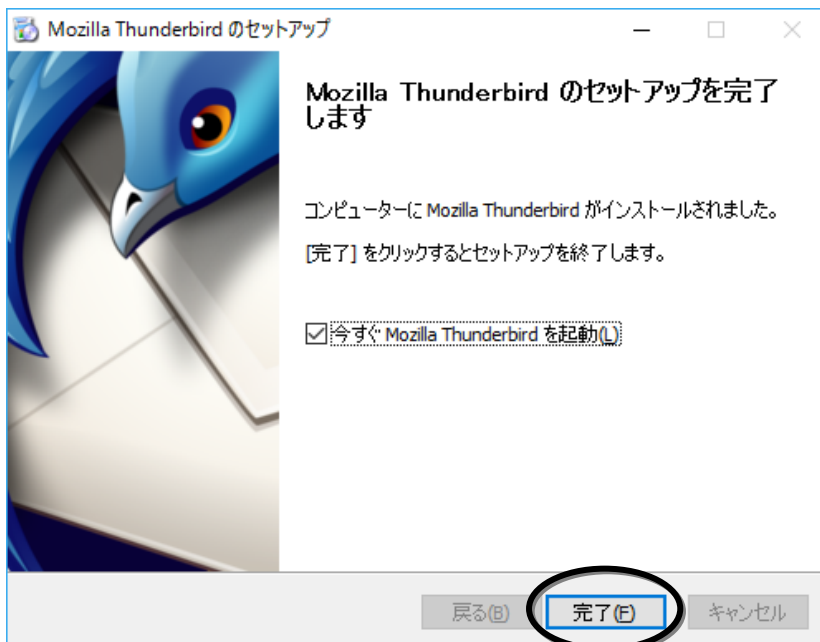 Mozilla Thunderbird のセットアップ
Mozilla Thunderbird のセットアップを完了
します
コンピューターに Mozilla Thunderbird がインストールされました。
[完了] をクリックするとセットアップを終了します。
今すぐ Mozilla Thunderbird を起動(L)
戻る(B) 完了(F) キャンセル